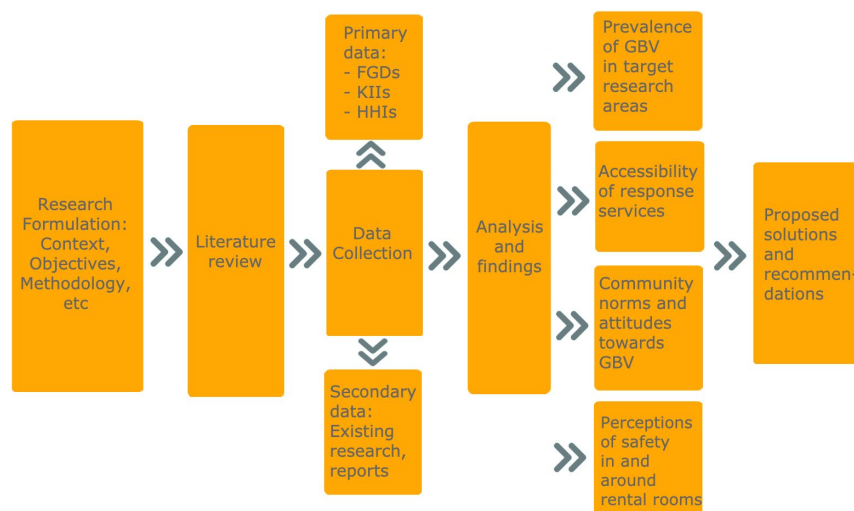 Research
Formulation:
Context,
Objectives,
Methodology,
etc
Literature
review
Primary
data:
- FGDs
- KIIs
- HHIs
Data
Collection
Secondary
data:
Existing
research,
reports
Analysis
and
findings
Prevalence
of GBV
in target
research
areas
Accessibility
of response
services
Community
norms and
attitudes
towards
GBV
Perceptions
of safety
in and
around
rental rooms
Proposed
solutions
and
recommen-
dations